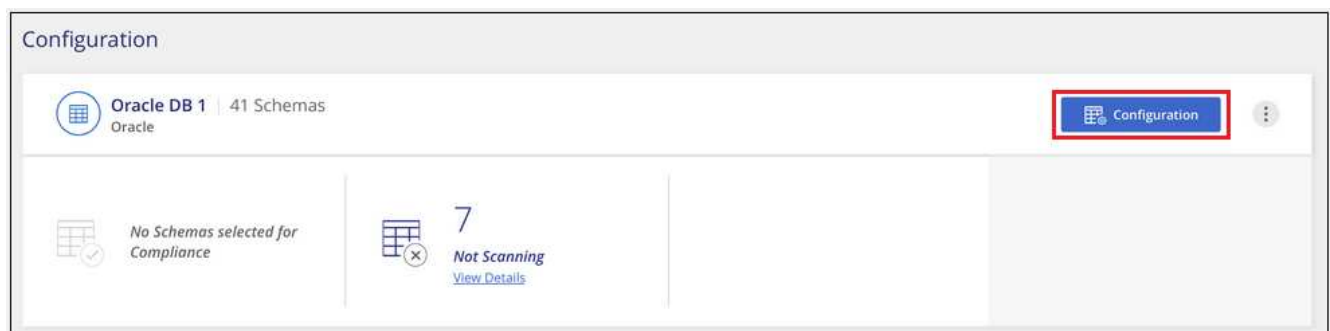 Configuration
Oracle DB 1 | 41 Schemas
Oracle
Configuration
No Schemas selected for
Compliance
7
Not Scanning
View Details